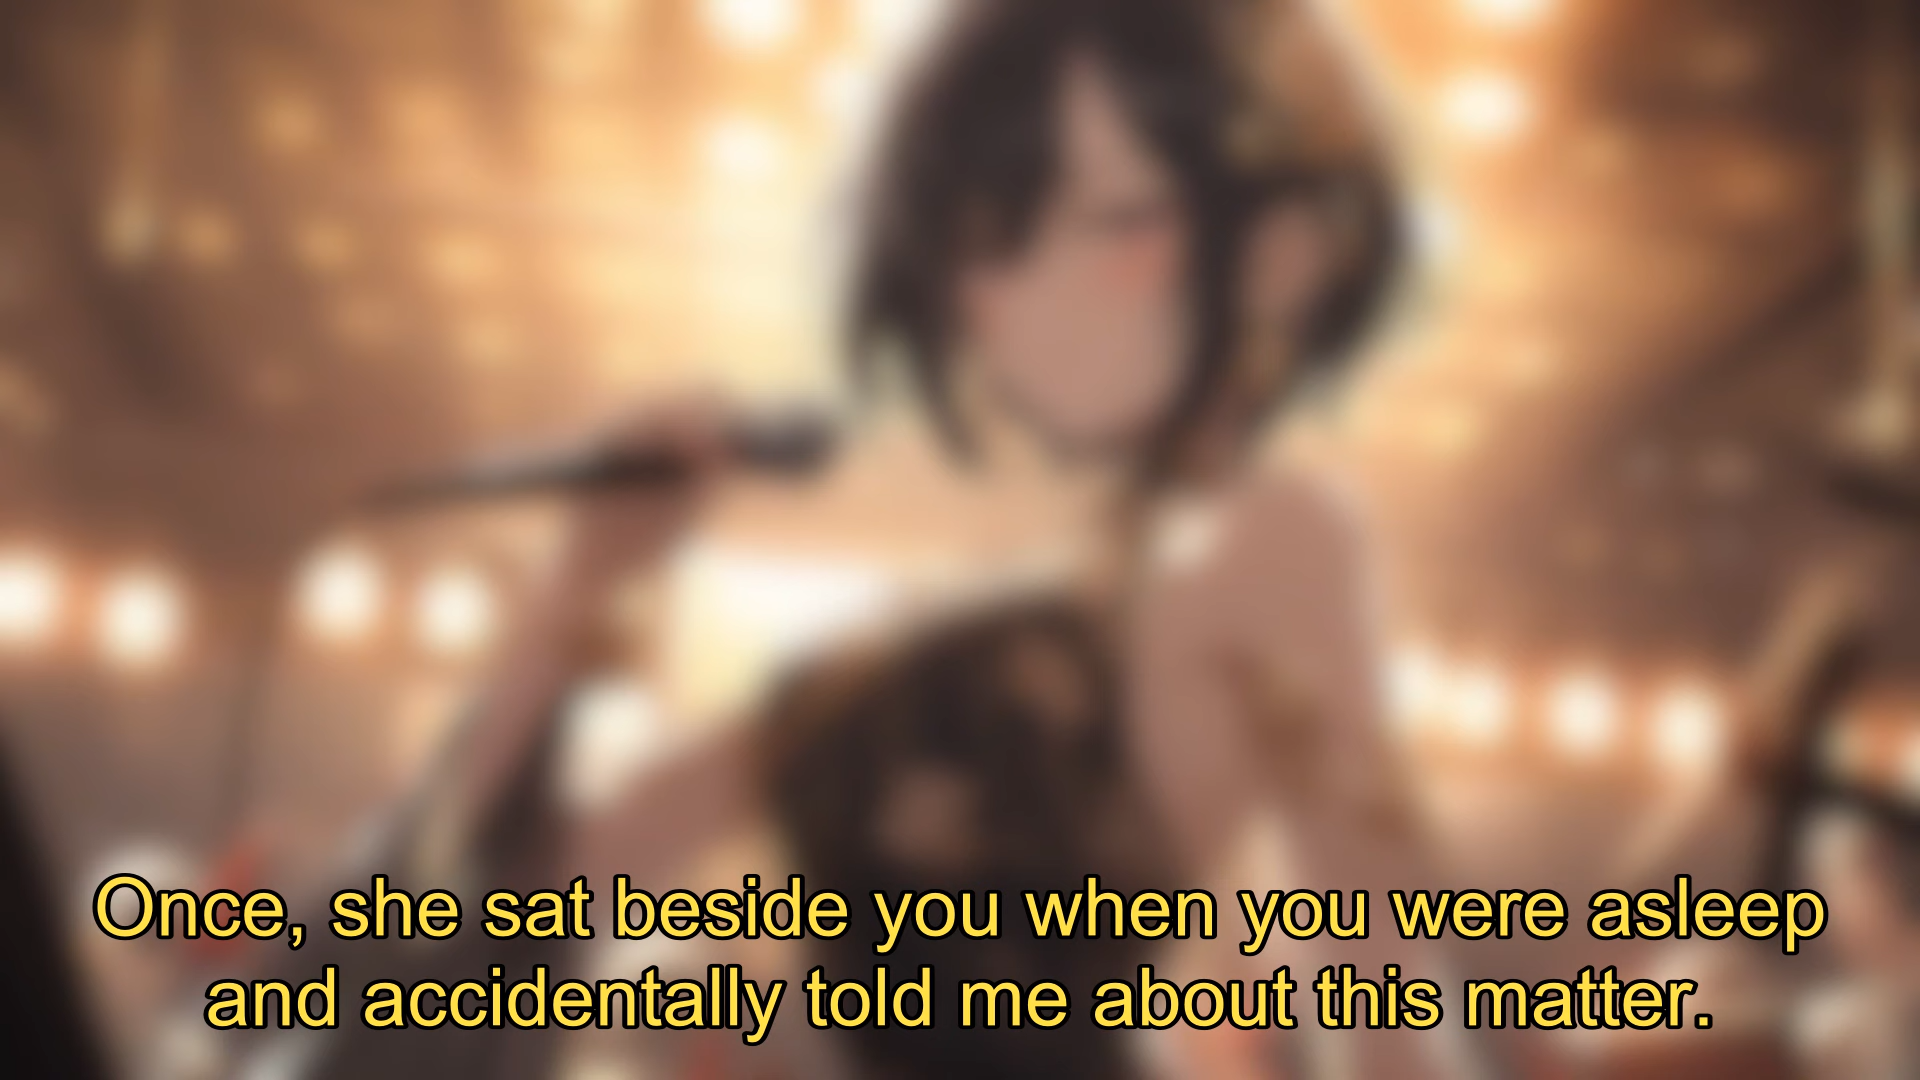 Once, she sat beside you when you were asleep
and accidentally told me about this matter.